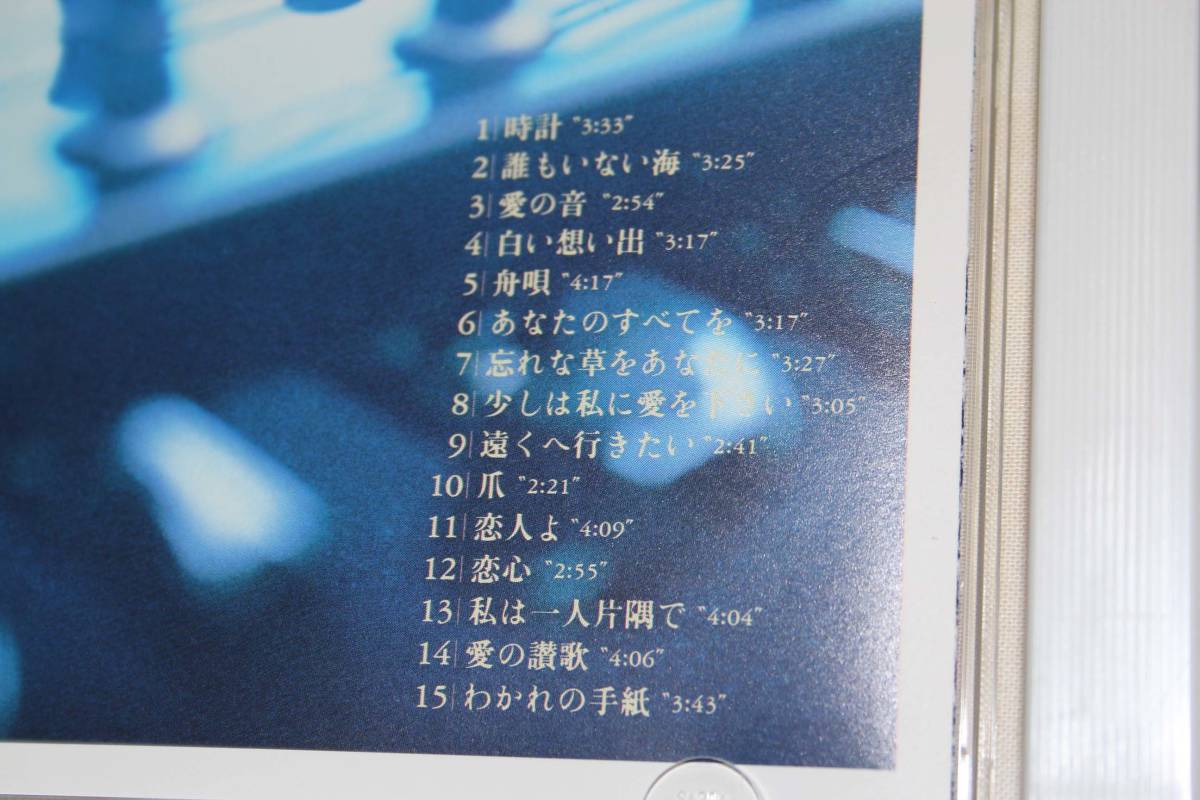 1 時計 "3:33"
2 誰もいない海 "3:25"
3 愛の音 "2:54"
4 白い想い出 "3:17"
5 舟唄 "4:17"
6 あなたのすべてを "3:17"
7 忘れな草をあなたに "3:27"
8 少しは私に愛を下さい "3:05"
9 遠くへ行きたい "2:41"
10 爪 "2:21"
11 恋人よ "4:09"
12 恋心 "2:55"
13 私は一人片隅で "4:04"
14 愛の讃歌 "4:06"
15 わかれの手紙 "3:43"